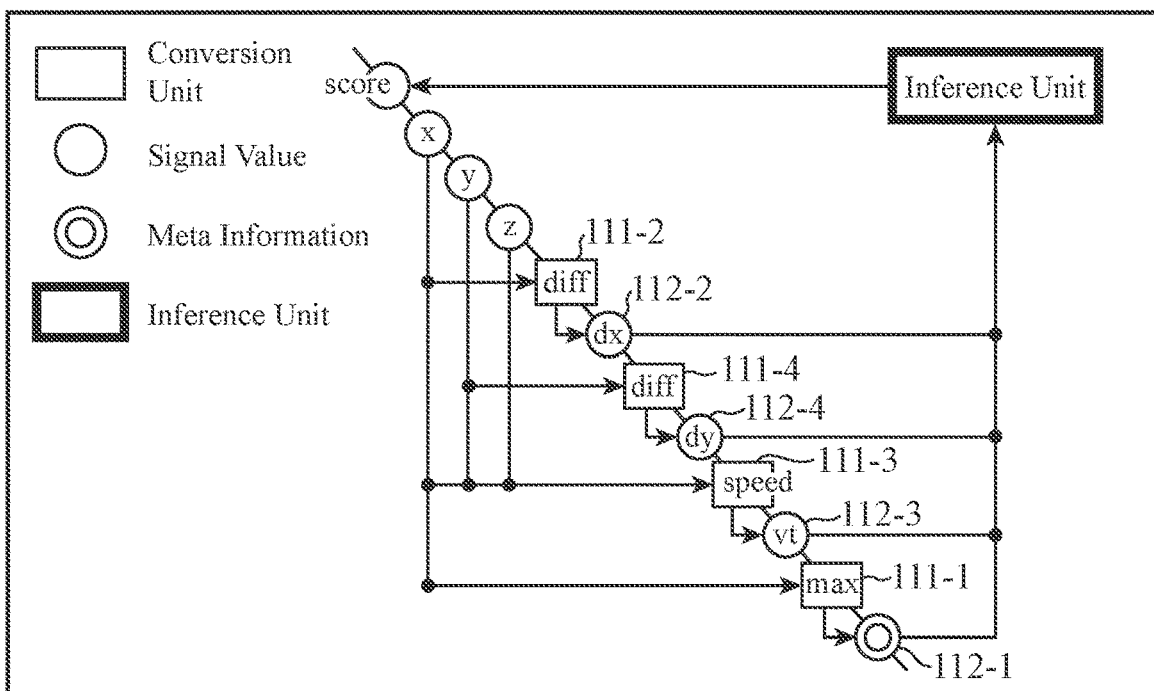 Conversion
Unit
Signal Value
Meta Information
Inference Unit
score
Inference Unit
x
y
z
111-2
diff
112-2
dx
111-4
diff
112-4
dy
111-3
speed
112-3
vt
111-1
max
112-1